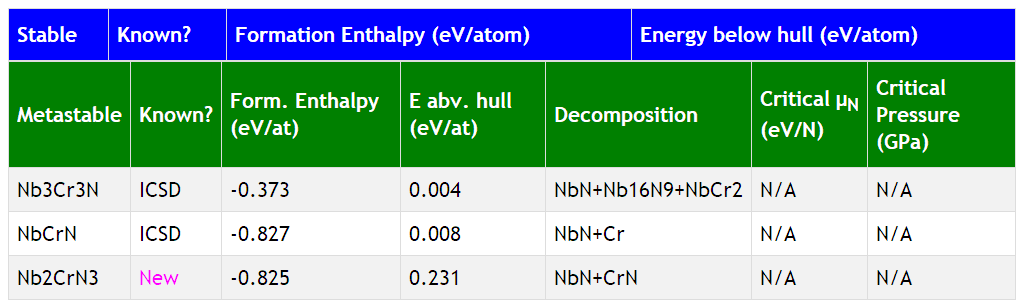 Stable Known? Formation Enthalpy (eV/atom) Energy below hull (eV/atom)
Metastable Known? Form. Enthalpy (eV/at) E abv. hull (eV/at) Decomposition Critical μN (eV/N) Critical Pressure (GPa)
Nb3Cr3N ICSD -0.373 0.004 NbN+Nb16N9+NbCr2 N/A N/A
NbCrN ICSD -0.827 0.008 NbN+Cr N/A N/A
Nb2CrN3 New -0.825 0.231 NbN+CrN N/A N/A